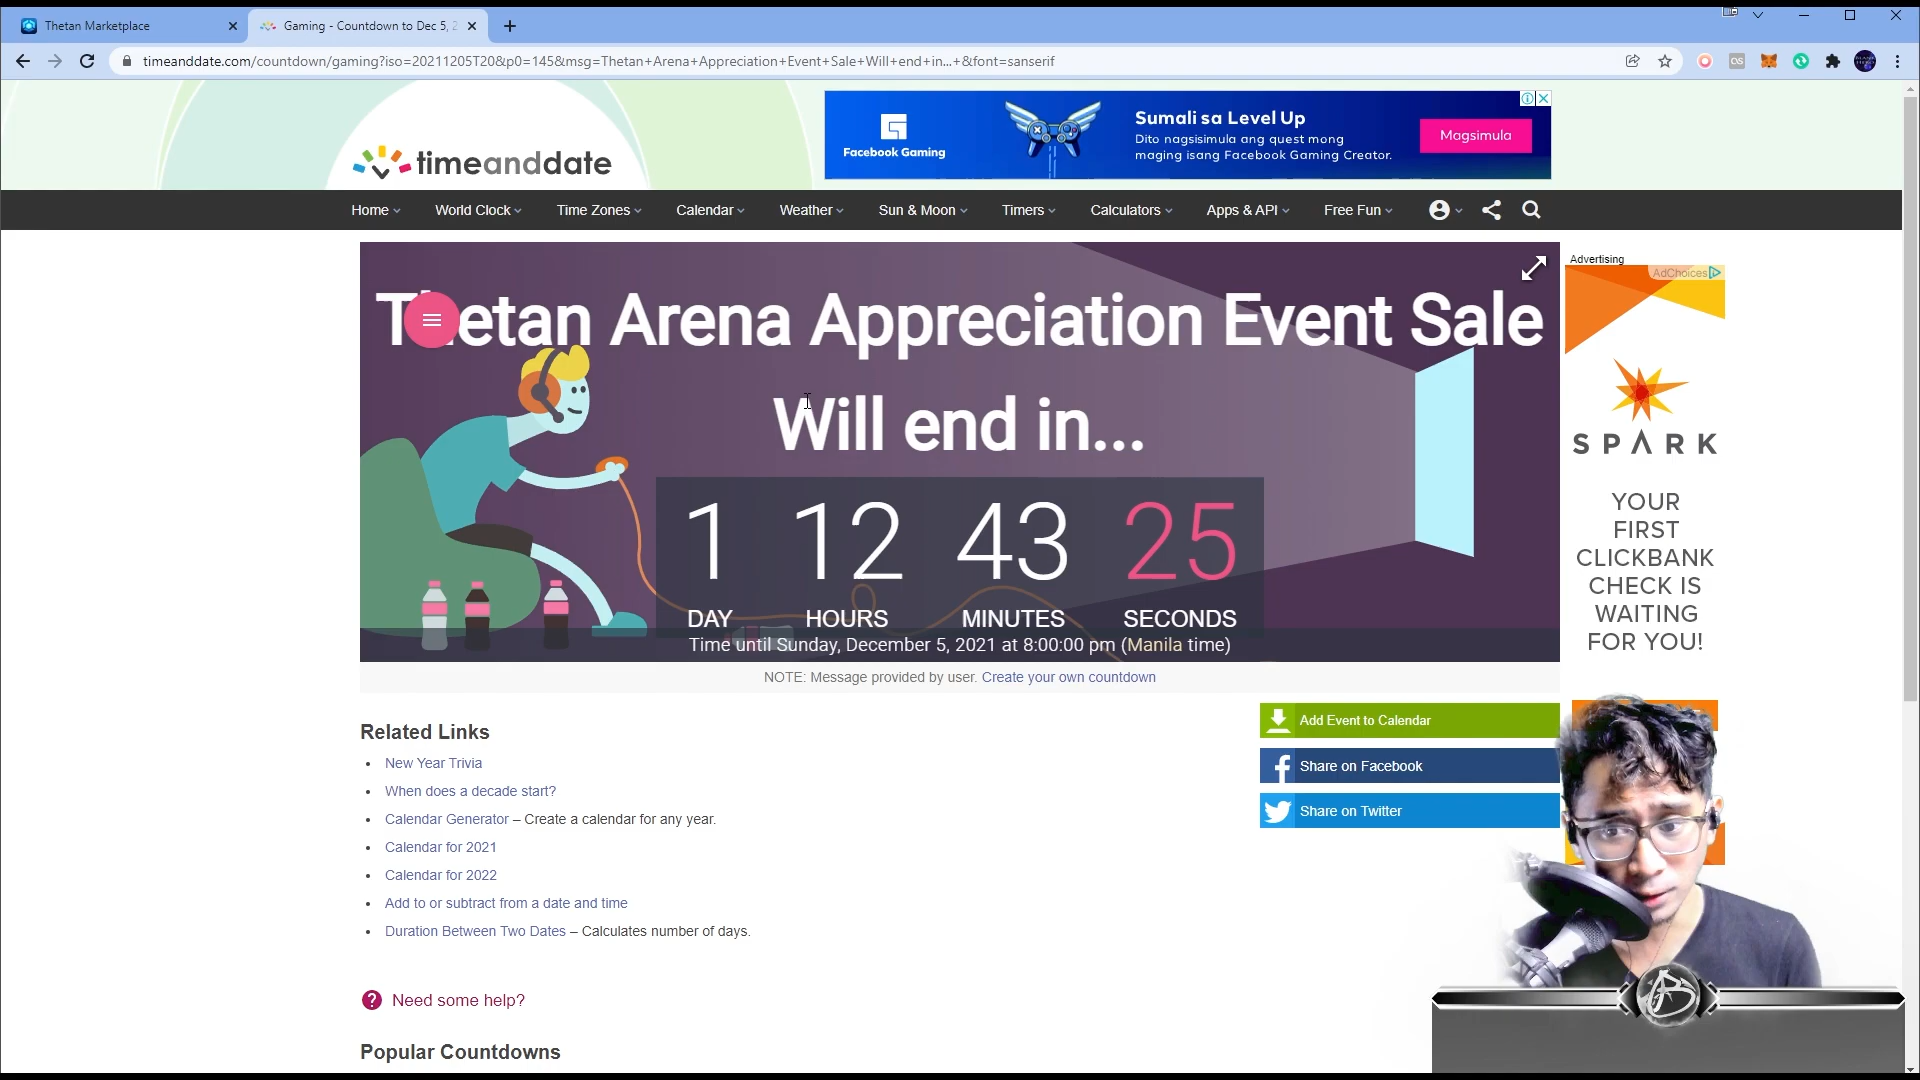 Thetan Marketplace
Gaming - Countdown to Dec 5, 2
timeanddate.com/countdown/gaming?iso=20211205T20&p0=145&msg=Thetan+Arena+Appreciation+Event+Sale+Will+end+in...+&font=sanserif
timeanddate
Facebook Gaming
Sumali sa Level Up
Dito nagsisimula ang quest mong
maging isang Facebook Gaming Creator.
Magsimula
Home
World Clock
Time Zones
Calendar
Weather
Sun & Moon
Timers
Calculators
Apps & API
Free Fun
Thetan Arena Appreciation Event Sale
Will end in...
1 12 43 25
DAY HOURS MINUTES SECONDS
Time until Sunday, December 5, 2021 at 8:00:00 pm (Manila time)
NOTE: Message provided by user. Create your own countdown
Advertising
AdChoices
SPARK
YOUR
FIRST
CLICKBANK
CHECK IS
WAITING
FOR YOU!
Add Event to Calendar
Share on Facebook
Share on Twitter
Related Links
New Year Trivia
When does a decade start?
Calendar Generator – Create a calendar for any year.
Calendar for 2021
Calendar for 2022
Add to or subtract from a date and time
Duration Between Two Dates – Calculates number of days.
Need some help?
Popular Countdowns